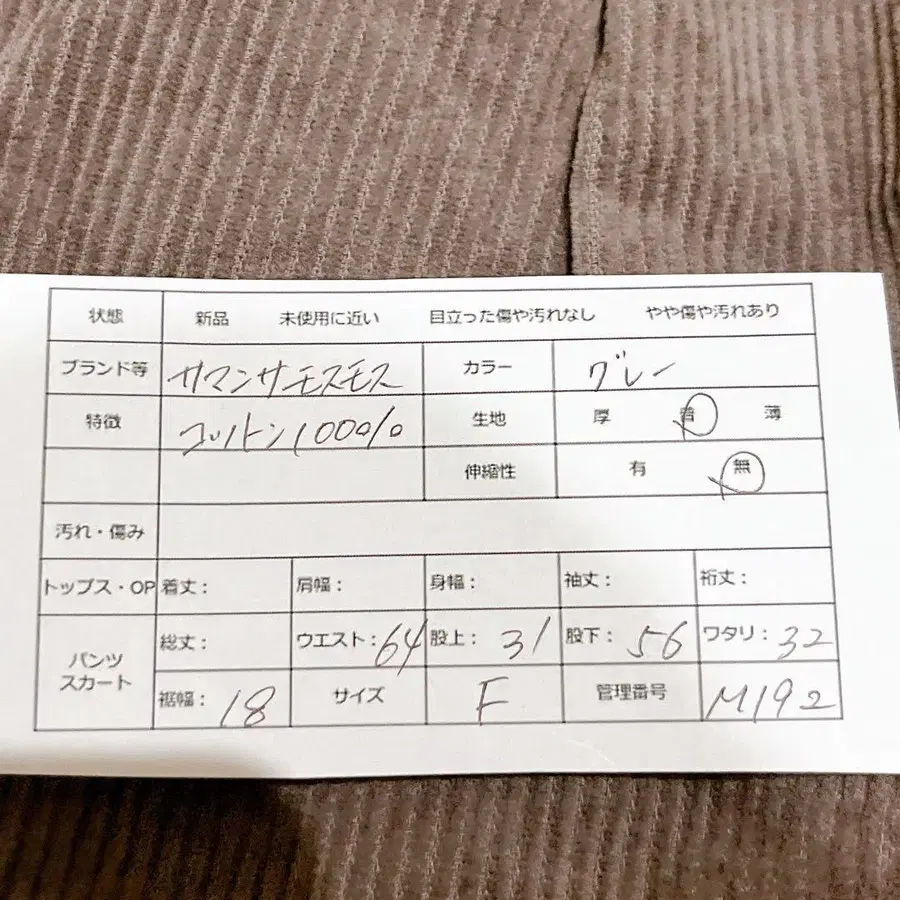 状態 新品 未使用に近い 目立った傷や汚れなし やや傷や汚れあり
ブランド等 サマンサモスモス カラー グレー
特徴 コットン100% 生地 厚 普 薄
伸縮性 有 無
汚れ・傷み
トップス・OP 着丈： 肩幅： 身幅： 袖丈： 裄丈：
パンツ スカート 総丈： ウエスト：64 股上：31 股下：56 ワタリ：32
裾幅：18 サイズ F 管理番号 M192